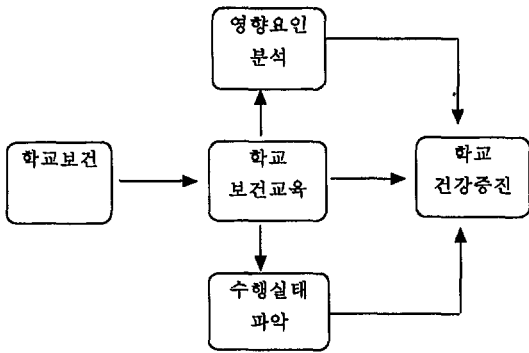 영향요인
분석
학교보건
학교
보건교육
학교
건강증진
수행실태
파악